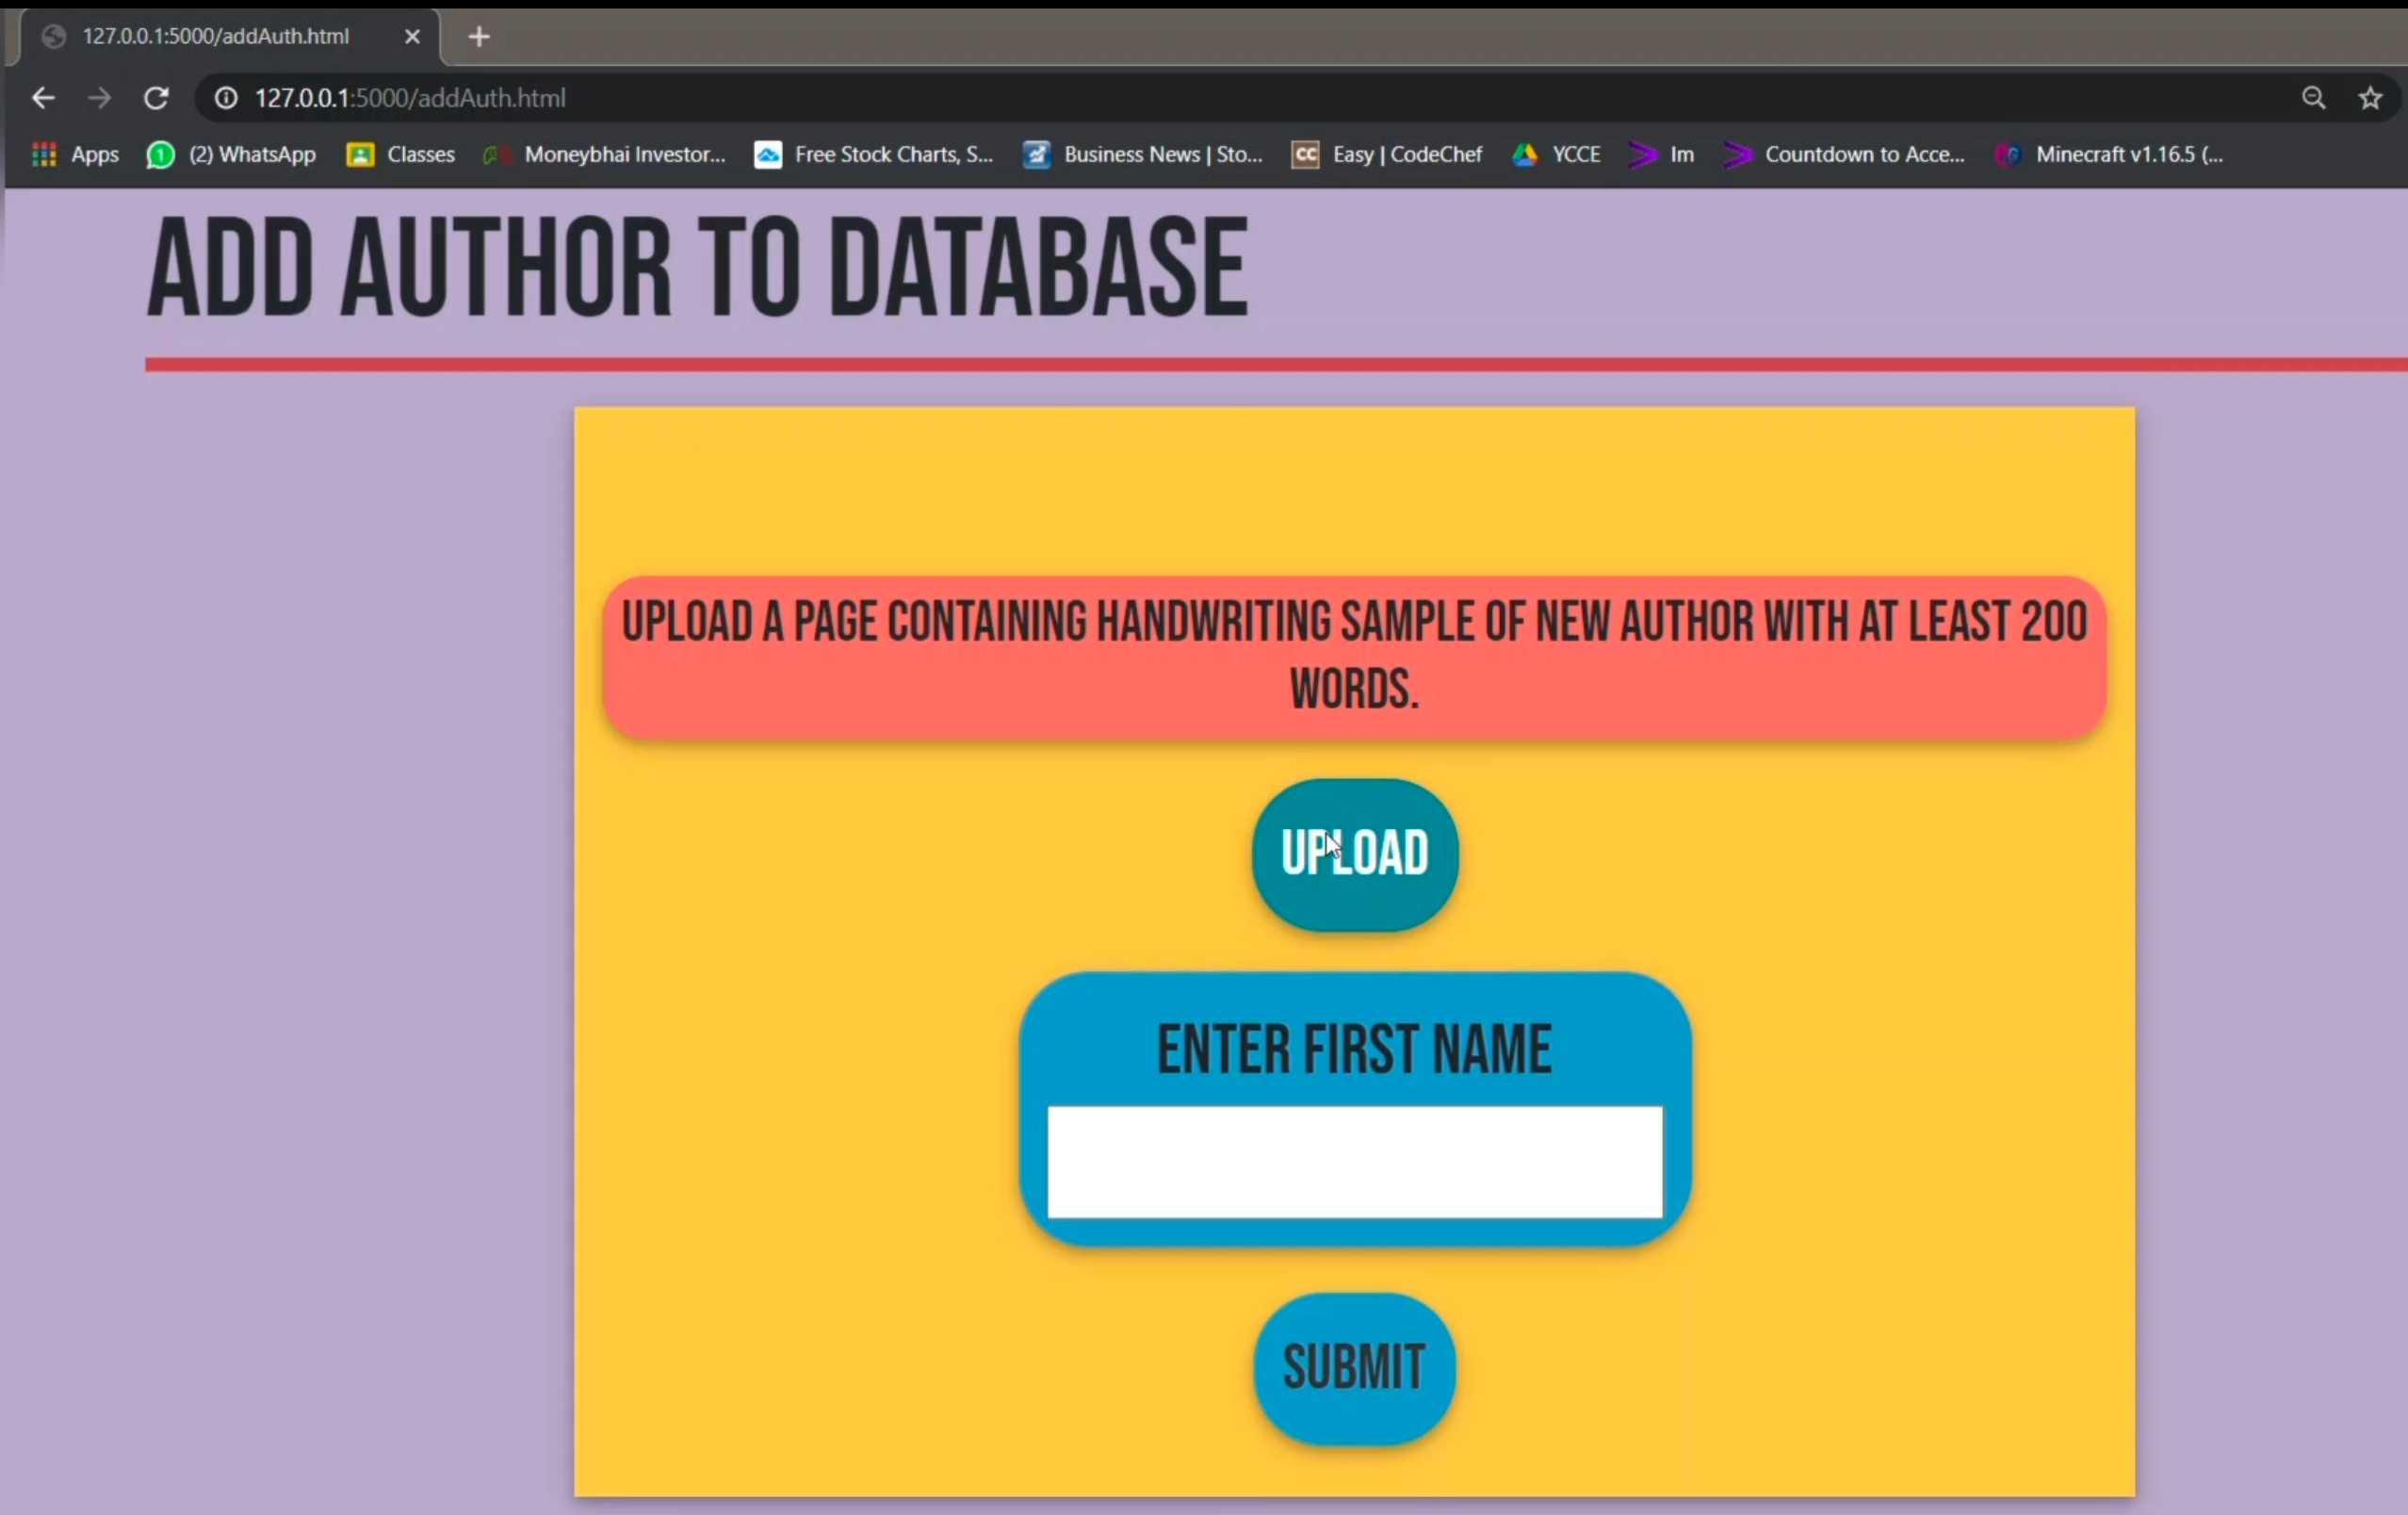 127.0.0.1:5000/addAuth.html
127.0.0.1:5000/addAuth.html
Apps (2) WhatsApp Classes Moneybhai Investor... Free Stock Charts, S... Business News | Sto... CC Easy | CodeChef YCCE Im Countdown to Acce... Minecraft v1.16.5 (...
ADD AUTHOR TO DATABASE
UPLOAD A PAGE CONTAINING HANDWRITING SAMPLE OF NEW AUTHOR WITH AT LEAST 200
WORDS.
UPLOAD
ENTER FIRST NAME
SUBMIT